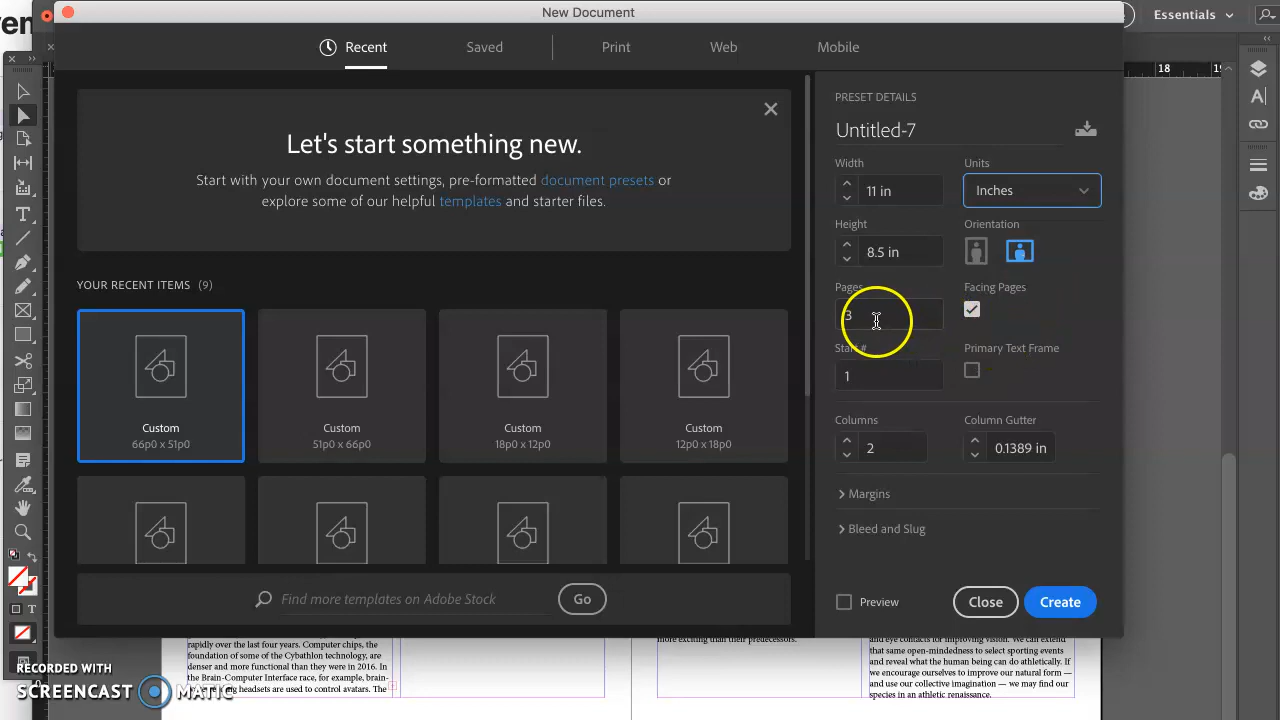 New Document
Essentials
Recent
Saved
Print
Web
Mobile
18
Let's start something new.
Start with your own document settings, pre-formatted document presets or
explore some of our helpful templates and starter files.
YOUR RECENT ITEMS (9)
Custom
66p0 x 51p0
Custom
51p0 x 66p0
Custom
18p0 x 12p0
Custom
12p0 x 18p0
Find more templates on Adobe Stock
Go
PRESET DETAILS
Untitled-7
Width
Units
11 in
Inches
Height
Orientation
8.5 in
Pages
Facing Pages
3
Start #
Primary Text Frame
1
Columns
Column Gutter
2
0.1389 in
Margins
Bleed and Slug
Preview
Close
Create
rapidly over the last four years. Computer chips, the
foundation of some of the Cybathlon technology, are
denser and more functional than they were in 2016. In
the Brain-Computer Interface race, for example, brain-
headsets are used to control avatars. The
more exciting than their predecessors.
and eye contacts for improving vision. We can extend
that same open-mindedness to select sporting events
and reveal what the human being can do athletically. If
we encourage ourselves to improve our natural form —
and use our collective imagination — we may find our
species in an athletic renaissance.
RECORDED WITH
SCREENCAST MATIC